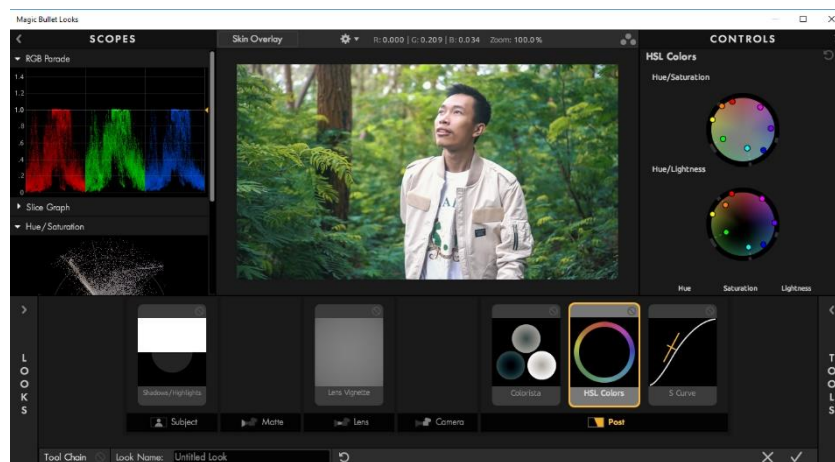 Magic Bullet Looks
SCOPES
RGB Parade
1.4
1.2
1.0
.8
.6
.4
.2
0
Slice Graph
Hue/Saturation
Skin Overlay
R: 0.000 | G: 0.209 | B: 0.034 Zoom: 100.0%
CONTROLS
HSL Colors
Hue/Saturation
Hue/Lightness
Hue Saturation Lightness
LOOKS
Shadows/Highlights
Lens Vignette
Colorista
HSL Colors
S Curve
Subject
Matte
Lens
Camera
Post
TOOLS
Tool Chain
Look Name: Untitled Look